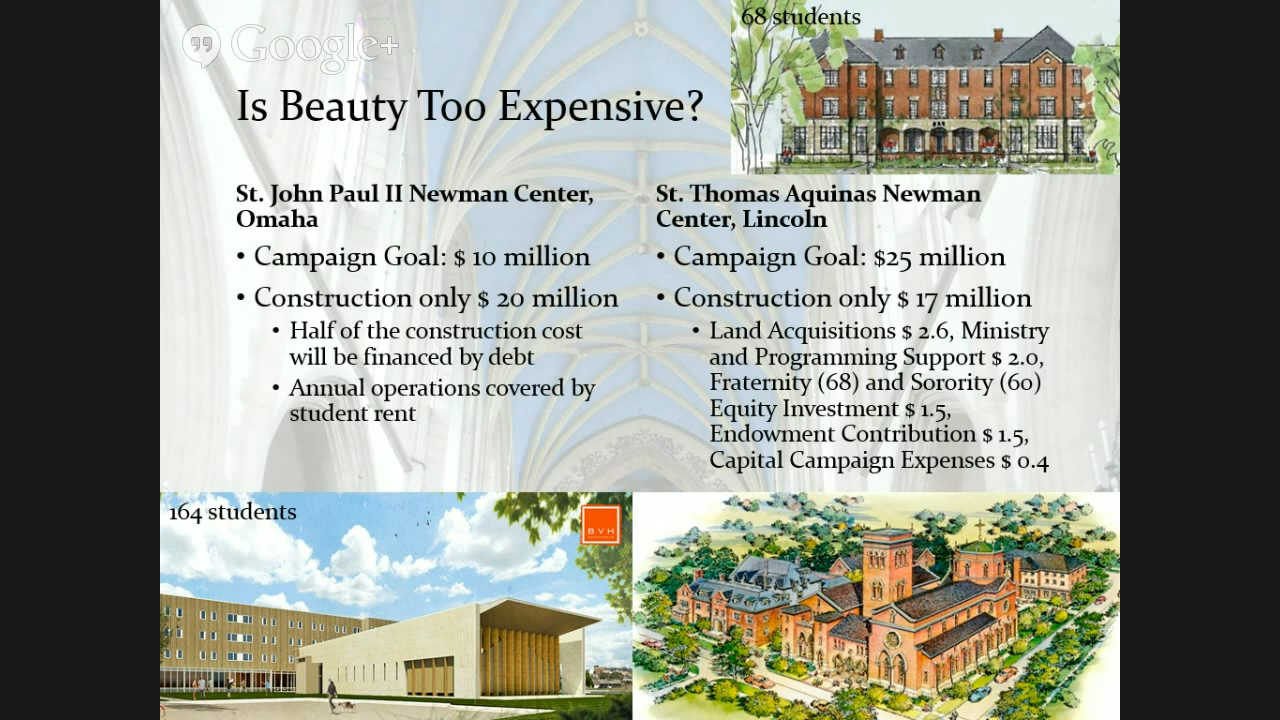 Google+
68 students
Is Beauty Too Expensive?
St. John Paul II Newman Center,
Omaha
• Campaign Goal: $ 10 million
• Construction only $ 20 million
• Half of the construction cost
will be financed by debt
• Annual operations covered by
student rent
St. Thomas Aquinas Newman
Center, Lincoln
• Campaign Goal: $25 million
• Construction only $ 17 million
• Land Acquisitions $ 2.6, Ministry
and Programming Support $ 2.0,
Fraternity (68) and Sorority (60)
Equity Investment $ 1.5,
Endowment Contribution $ 1.5,
Capital Campaign Expenses $ 0.4
164 students
BVH